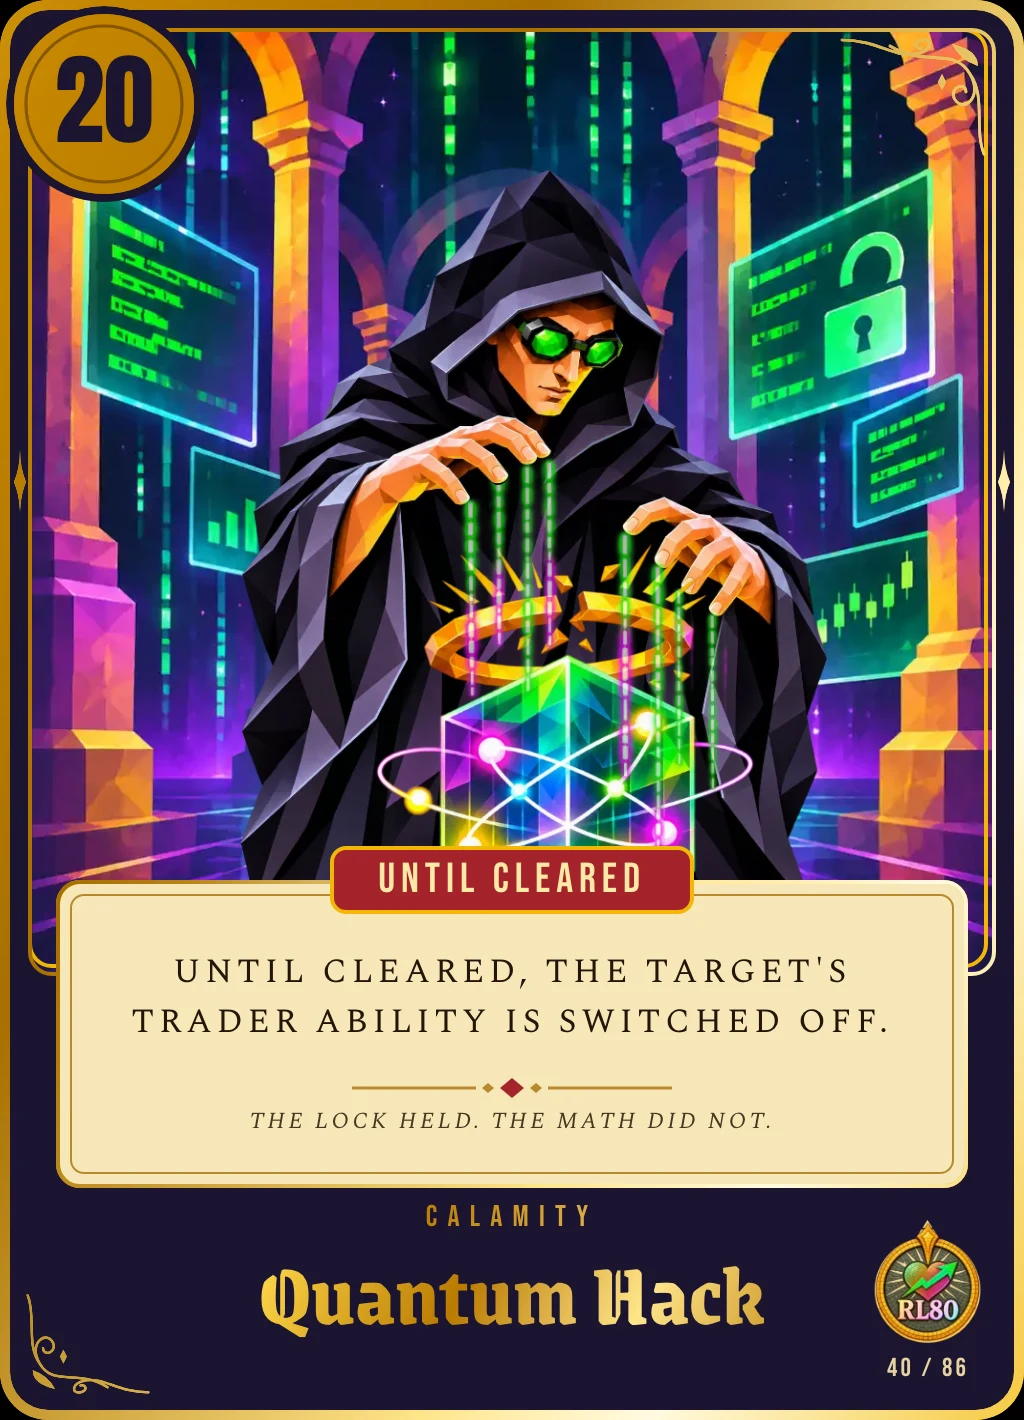 20
UNTIL CLEARED
UNTIL CLEARED, THE TARGET'S
TRADER ABILITY IS SWITCHED OFF.
THE LOCK HELD. THE MATH DID NOT.
CALAMITY
Quantum Hack
RL80
40 / 86